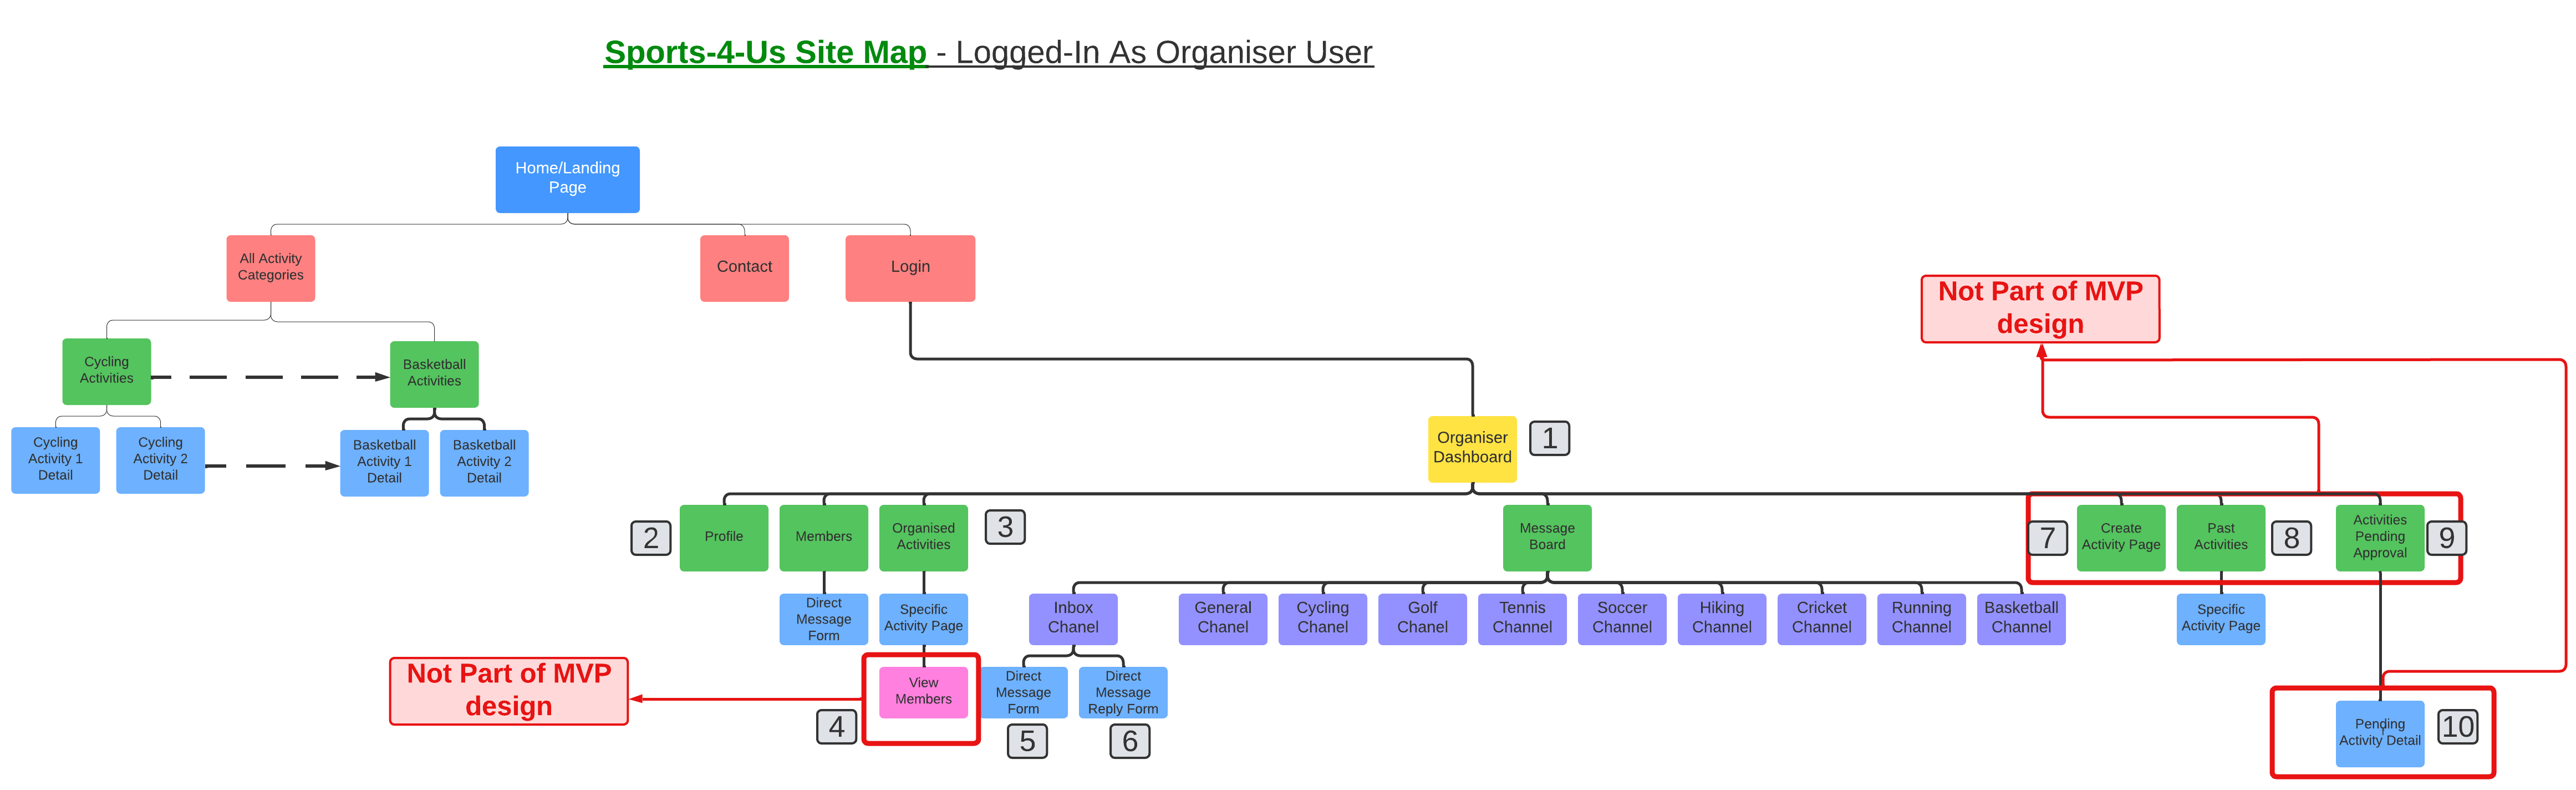 Sports-4-Us Site Map - Logged-In As Organiser User
Home/Landing
Page
All Activity
Categories
Contact
Login
Not Part of MVP
design
Cycling
Activities
Basketball
Activities
Cycling
Activity 1
Detail
Cycling
Activity 2
Detail
Basketball
Activity 1
Detail
Basketball
Activity 2
Detail
Organiser
Dashboard
1
2
Profile
Members
Organised
Activities
3
Message
Board
7
Create
Activity Page
Past
Activities
8
Activities
Pending
Approval
9
Direct
Message
Form
Specific
Activity Page
Inbox
Chanel
General
Chanel
Cycling
Chanel
Golf
Chanel
Tennis
Channel
Soccer
Channel
Hiking
Channel
Cricket
Channel
Running
Channel
Basketball
Channel
Specific
Activity Page
Not Part of MVP
design
4
View
Members
Direct
Message
Form
5
Direct
Message
Reply Form
6
Pending
Activity Detail
10